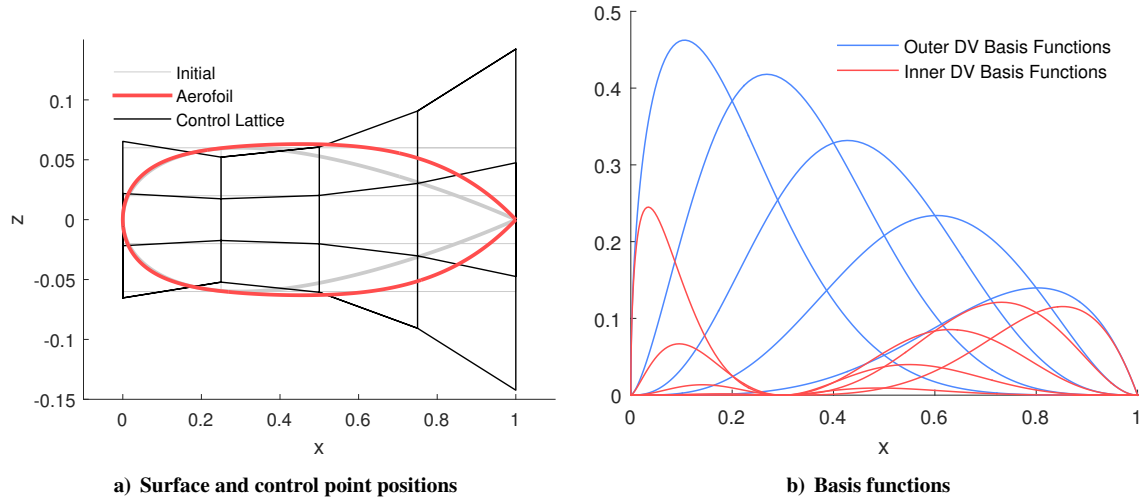 Initial
Aerofoil
Control Lattice
0.1
0.05
0
-0.05
-0.1
-0.15
z
0 0.2 0.4 0.6 0.8 1
x
a) Surface and control point positions
Outer DV Basis Functions
Inner DV Basis Functions
0.5
0.4
0.3
0.2
0.1
0
0 0.2 0.4 0.6 0.8 1
x
b) Basis functions